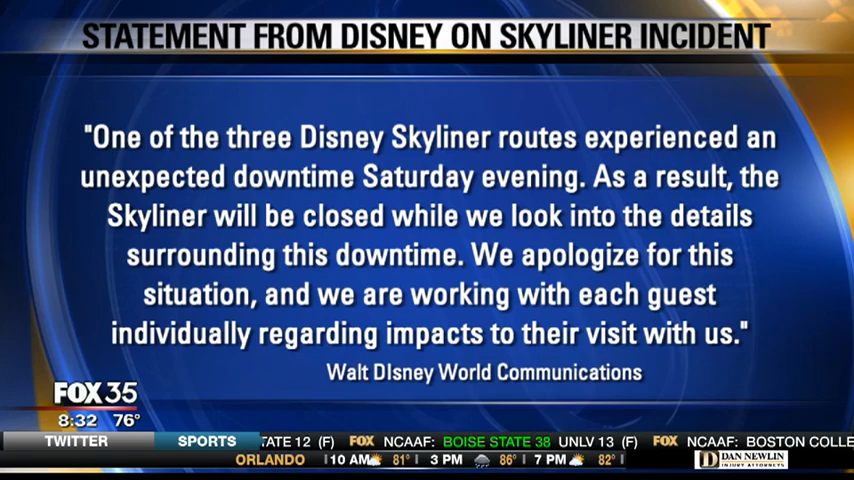 STATEMENT FROM DISNEY ON SKYLINER INCIDENT
"One of the three Disney Skyliner routes experienced an
unexpected downtime Saturday evening. As a result, the
Skyliner will be closed while we look into the details
surrounding this downtime. We apologize for this
situation, and we are working with each guest
individually regarding impacts to their visit with us."
Walt DIsney World Communications
FOX 35
8:32 76°
TWITTER SPORTS TATE 12 (F) FOX NCAAF: BOISE STATE 38 UNLV 13 (F) FOX NCAAF: BOSTON COLLE
ORLANDO 10 AM 81° 3 PM 86° 7 PM 82° D DAN NEWLIN
INJURY ATTORNEYS